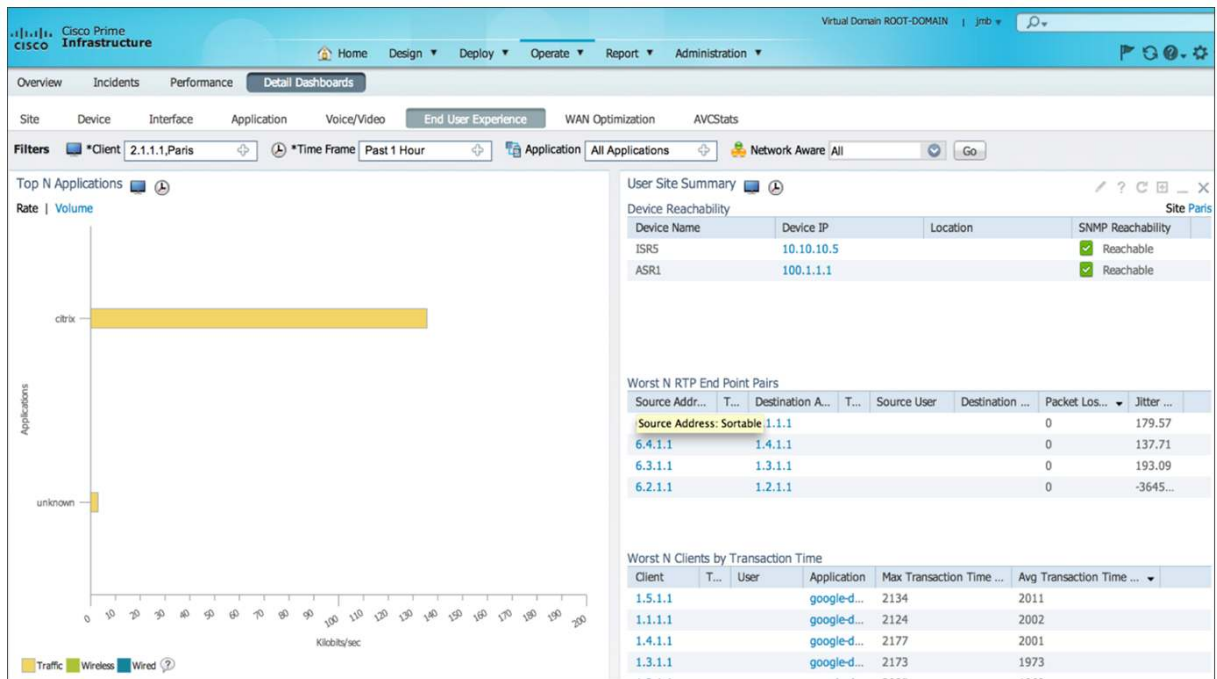 Virtual Domain ROOT-DOMAIN | jmb
Cisco Prime
CISCO Infrastructure
Home Design Deploy Operate Report Administration
Overview Incidents Performance Detail Dashboards
Site Device Interface Application Voice/Video End User Experience WAN Optimization AVCStats
Filters *Client 2.1.1.1,Paris *Time Frame Past 1 Hour Application All Applications Network Aware All Go
Top N Applications
Rate | Volume
Applications
citrix
unknown
0 10 20 30 40 50 60 70 80 90 100 110 120 130 140 150 160 170 180 190 200
Kilobits/sec
Traffic Wireless Wired ?
User Site Summary
Device Reachability Site Paris
Device Name Device IP Location SNMP Reachability
ISR5 10.10.10.5 Reachable
ASR1 100.1.1.1 Reachable
Worst N RTP End Point Pairs
Source Addr... T... Destination A... T... Source User Destination ... Packet Los... Jitter ...
Source Address: Sortable .1.1.1 0 179.57
6.4.1.1 1.4.1.1 0 137.71
6.3.1.1 1.3.1.1 0 193.09
6.2.1.1 1.2.1.1 0 -3645...
Worst N Clients by Transaction Time
Client T... User Application Max Transaction Time ... Avg Transaction Time ...
1.5.1.1 google-d... 2134 2011
1.1.1.1 google-d... 2124 2002
1.4.1.1 google-d... 2177 2001
1.3.1.1 google-d... 2173 1973